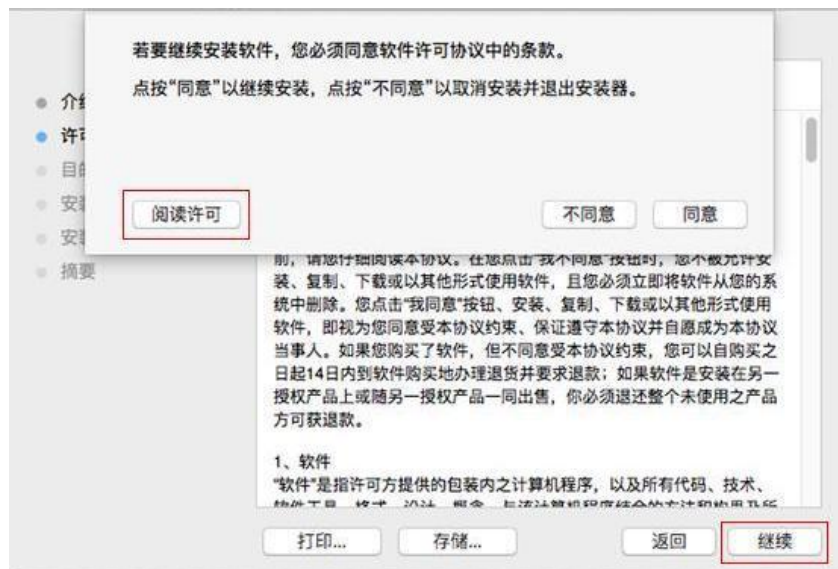 若要继续安装软件，您必须同意软件许可协议中的条款。
点按“同意”以继续安装，点按“不同意”以取消安装并退出安装器。
阅读许可
不同意
同意
介
许
目
安
安
摘要
前，请您仔细阅读本协议。在您点击“我不同意”按钮时，您不被允许安
装、复制、下载或以其他形式使用软件，且您必须立即将软件从您的系
统中删除。您点击“我同意”按钮、安装、复制、下载或以其他形式使用
软件，即视为您同意受本协议约束、保证遵守本协议并自愿成为本协议
当事人。如果您购买了软件，但不同意受本协议约束，您可以自购买之
日起14日内到软件购买地办理退货并要求退款；如果软件是安装在另一
授权产品上或随另一授权产品一同出售，你必须退还整个未使用之产品
方可获退款。
1、软件
“软件”是指许可方提供的包装内之计算机程序，以及所有代码、技术、
打印...
存储...
返回
继续